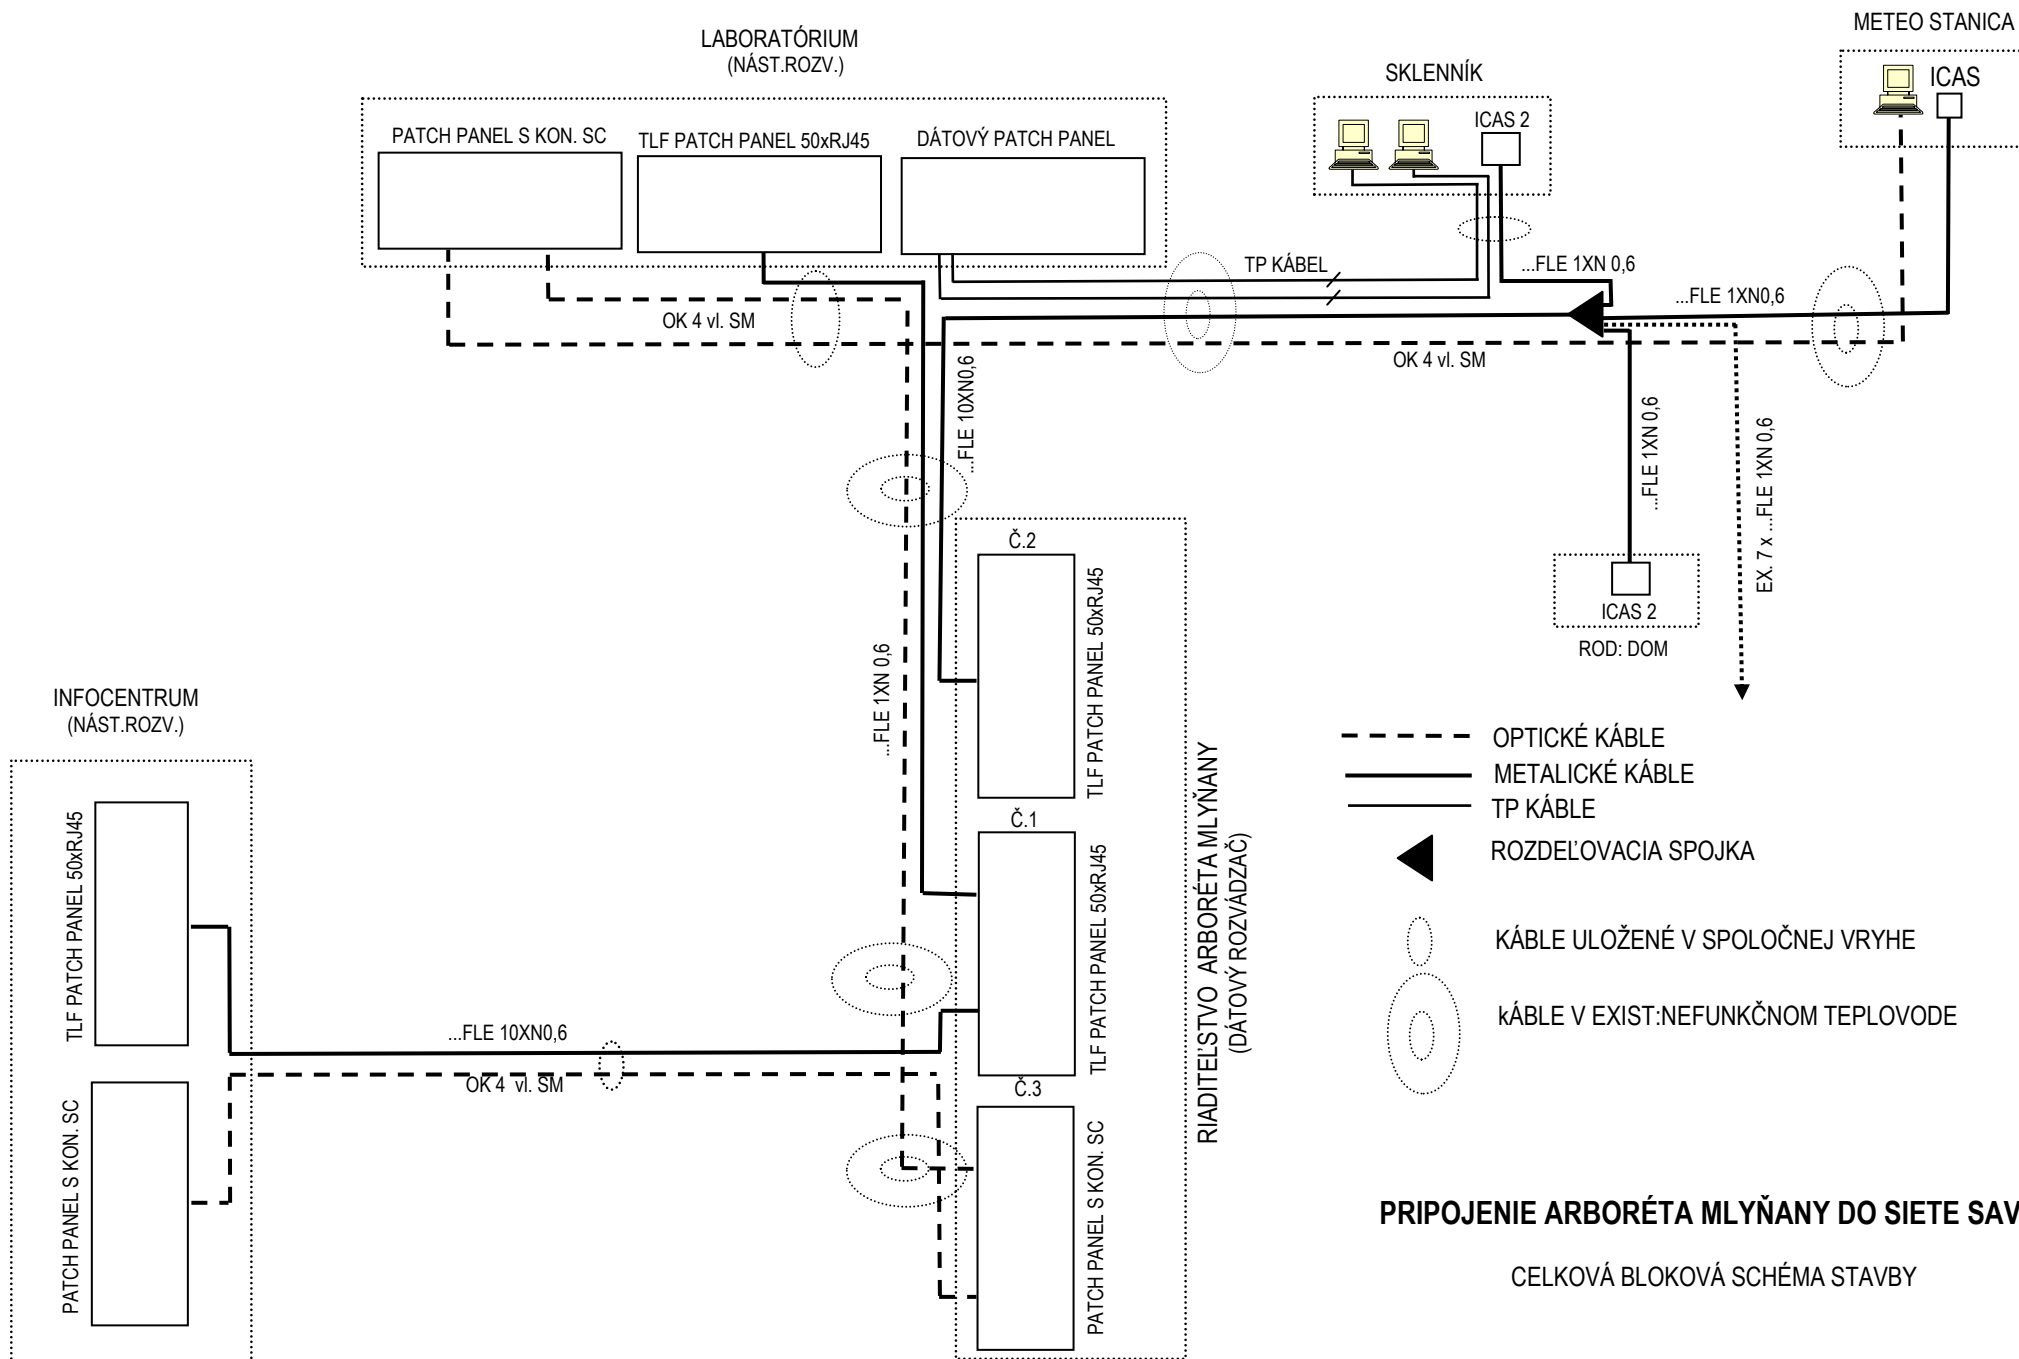 METEO STANICA
ICAS
LABORATÓRIUM
(NÁST.ROZV.)
SKLENNÍK
ICAS 2
PATCH PANEL S KON. SC
TLF PATCH PANEL 50xRJ45
DÁTOVÝ PATCH PANEL
TP KÁBEL
...FLE 1XN 0,6
...FLE 1XN0,6
OK 4 vl. SM
OK 4 vl. SM
...FLE 10XN0,6
...FLE 1XN 0,6
EX. 7 x ...FLE 1XN 0,6
ICAS 2
ROD: DOM
Č.2
TLF PATCH PANEL 50xRJ45
...FLE 1XN 0,6
Č.1
TLF PATCH PANEL 50xRJ45
Č.3
PATCH PANEL S KON. SC
RIADITEĽSTVO ARBORÉTA MLYŇANY
(DÁTOVÝ ROZVÁDZAČ)
INFOCENTRUM
(NÁST.ROZV.)
TLF PATCH PANEL 50xRJ45
PATCH PANEL S KON. SC
...FLE 10XN0,6
OK 4 vl. SM
OPTICKÉ KÁBLE
METALICKÉ KÁBLE
TP KÁBLE
ROZDEĽOVACIA SPOJKA
KÁBLE ULOŽENÉ V SPOLOČNEJ VRYHE
kÁBLE V EXIST:NEFUNKČNOM TEPLOVODE
PRIPOJENIE ARBORÉTA MLYŇANY DO SIETE SAV
CELKOVÁ BLOKOVÁ SCHÉMA STAVBY